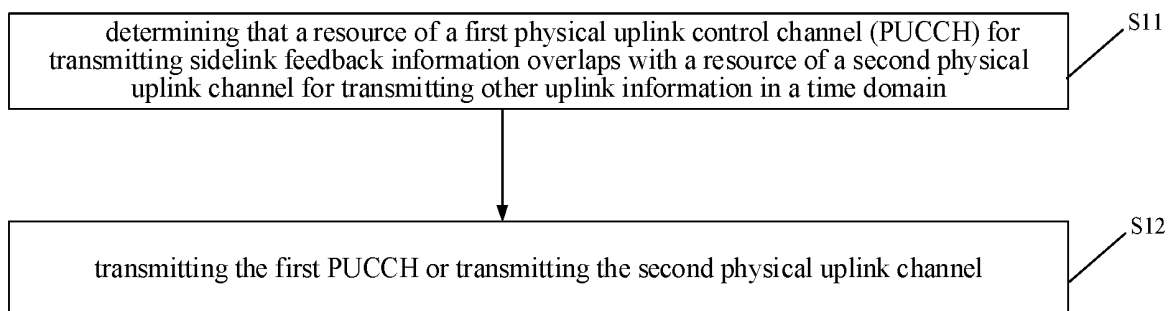 determining that a resource of a first physical uplink control channel (PUCCH) for
transmitting sidelink feedback information overlaps with a resource of a second physical
uplink channel for transmitting other uplink information in a time domain
S11
transmitting the first PUCCH or transmitting the second physical uplink channel
S12